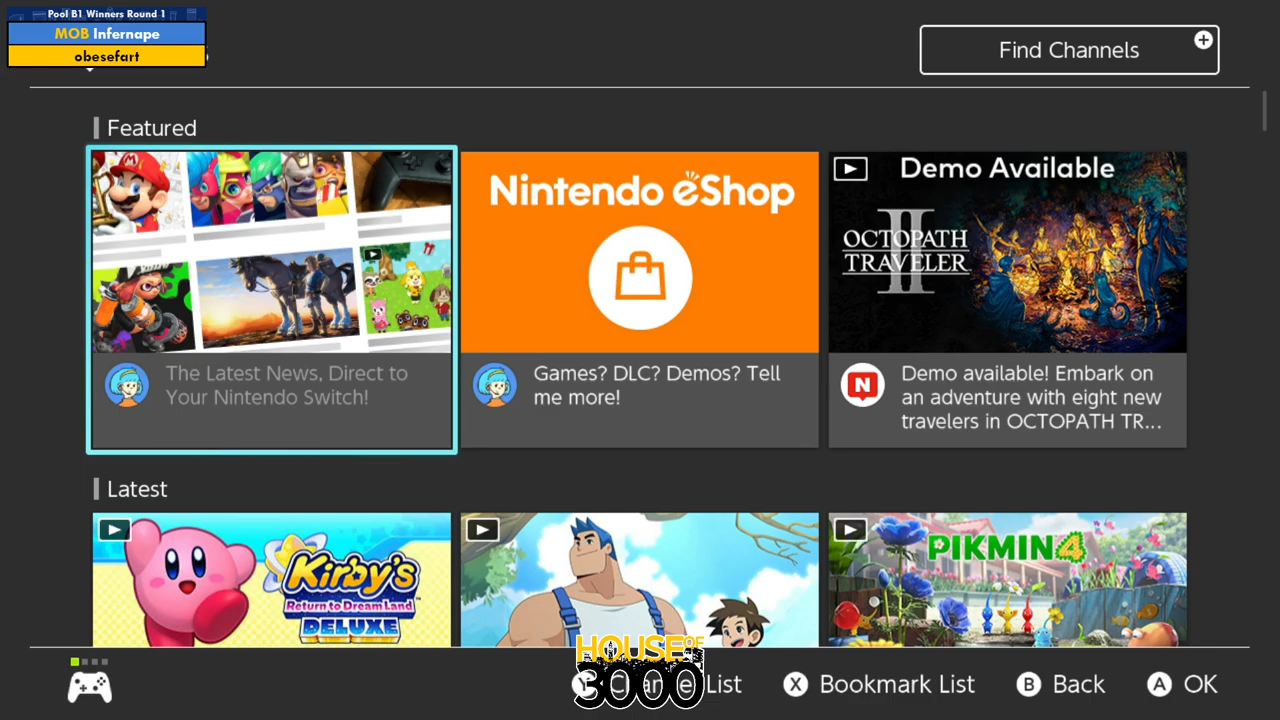 Pool B1 Winners Round 1
MOB Infernape
obesefart
Find Channels
Featured
Nintendo eShop
Demo Available
OCTOPATH
TRAVELER
II
The Latest News, Direct to
Your Nintendo Switch!
Games? DLC? Demos? Tell
me more!
N
Demo available! Embark on
an adventure with eight new
travelers in OCTOPATH TR...
Latest
Kirby's
Return to Dream Land™
DELUXE
PIKMIN 4
HOUSE OF
3000
List
X Bookmark List
B Back
A OK